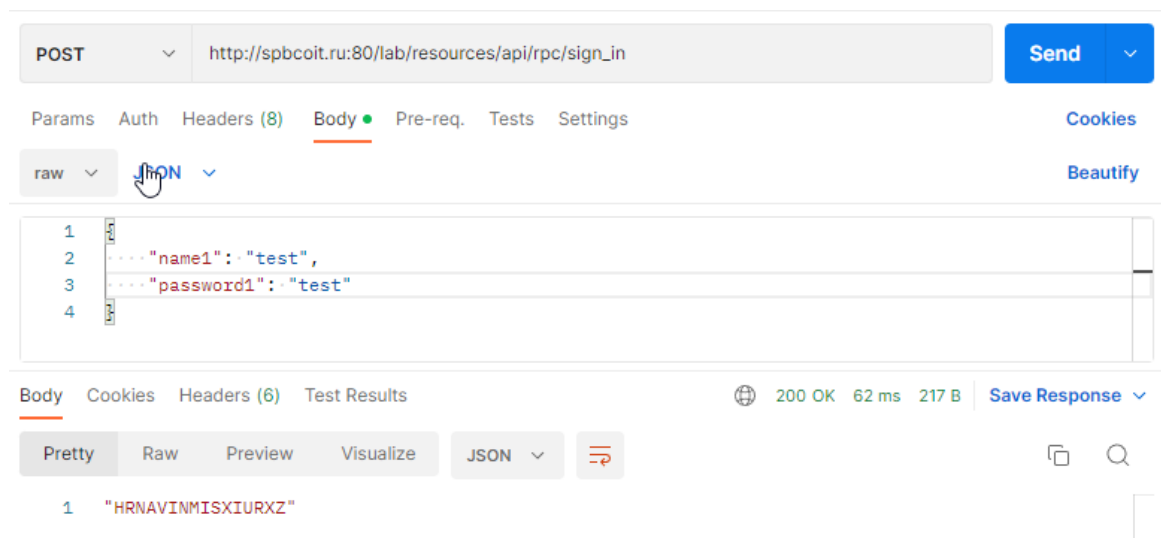 POST http://spbcoit.ru:80/lab/resources/api/rpc/sign_in Send
Params Auth Headers (8) Body Pre-req. Tests Settings Cookies
raw JSON Beautify
1 {
2 "name1": "test",
3 "password1": "test"
4 }
Body Cookies Headers (6) Test Results 200 OK 62 ms 217 B Save Response
Pretty Raw Preview Visualize JSON
1 "HRNAVINMISXIURXZ"